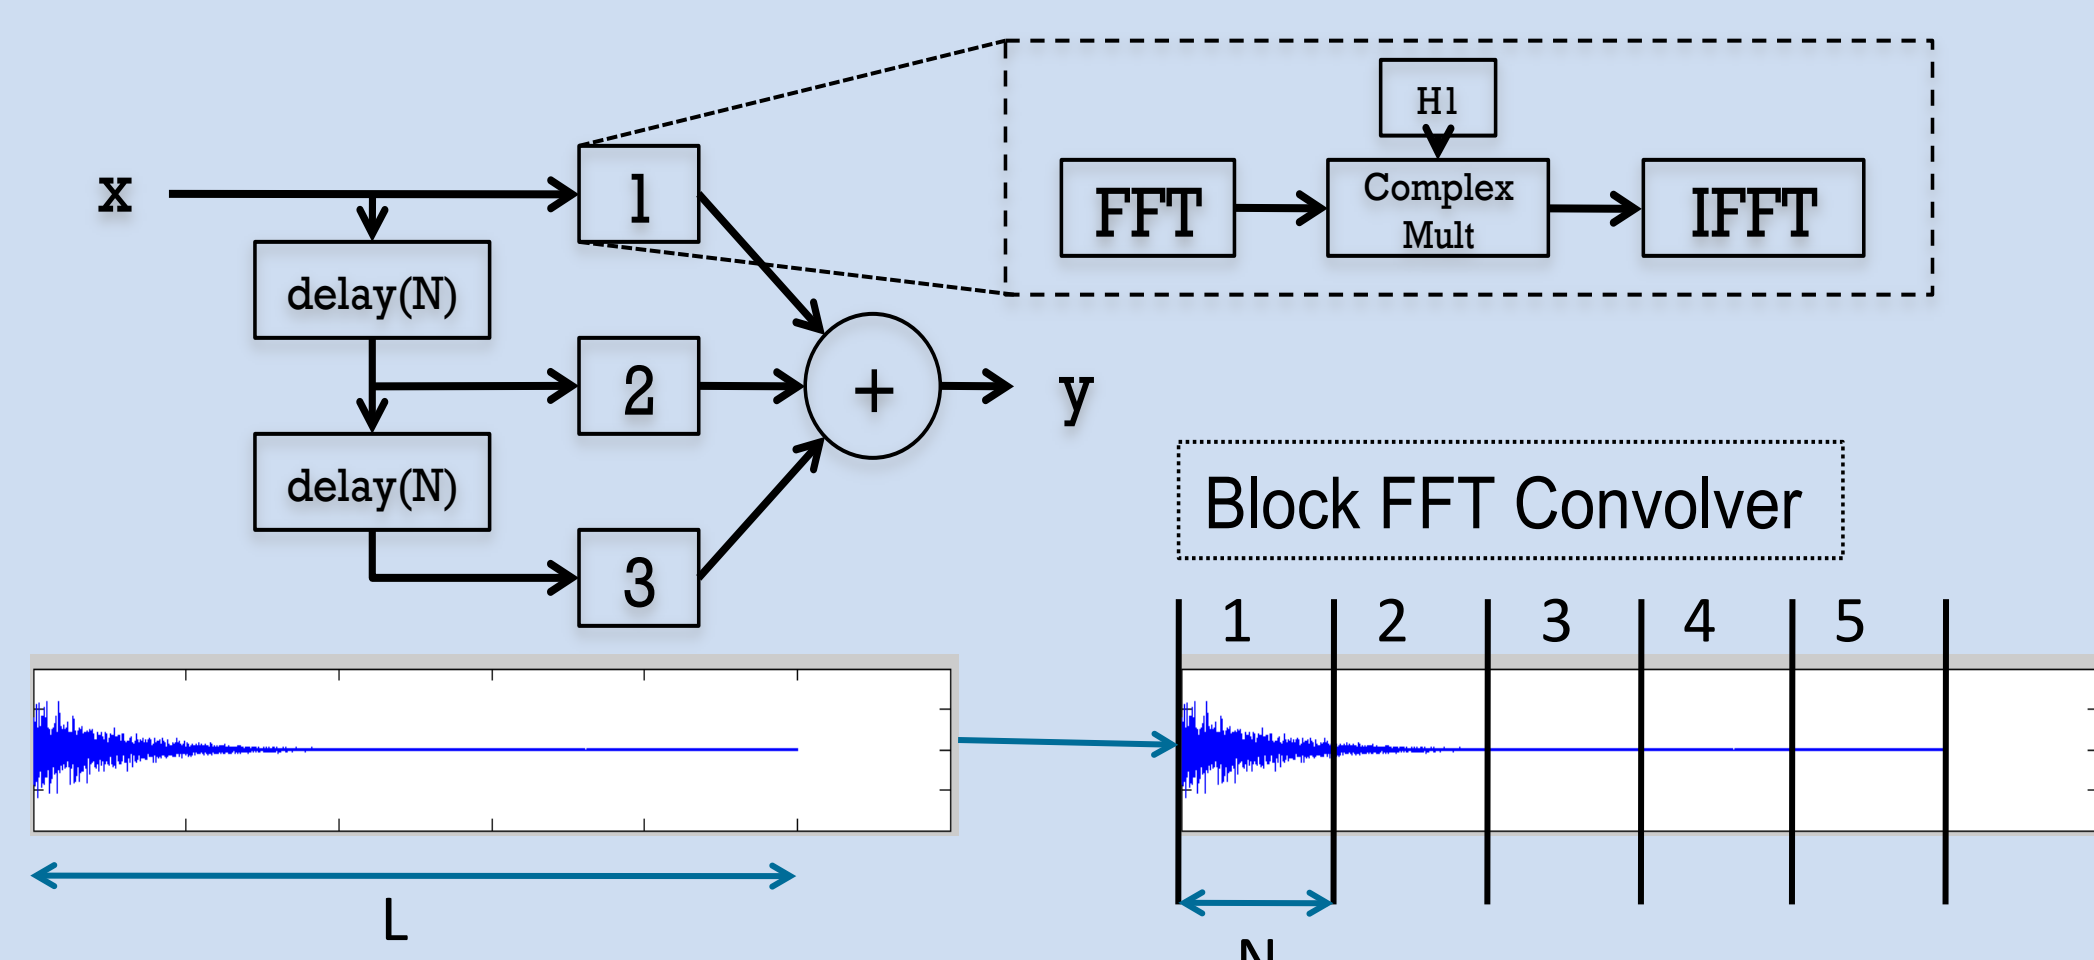 H1
x
1
FFT
Complex
Mult
IFFT
delay(N)
2
+
y
delay(N)
Block FFT Convolver
3
1 2 3 4 5
L
N